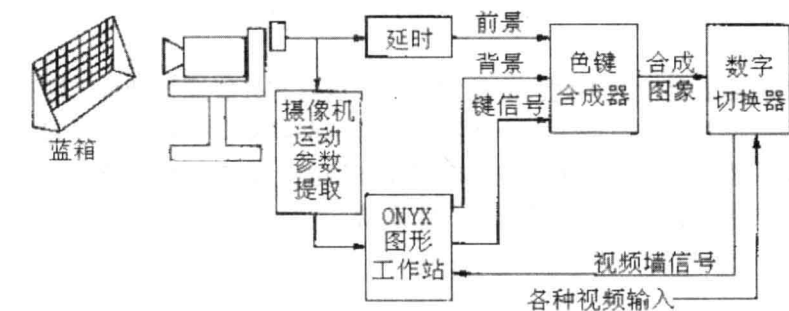 蓝箱
延时
前景
背景
键信号
摄像机
运动
参数
提取
ONYX
图形
工作站
色键
合成器
合成
图象
数字
切换器
视频墙信号
各种视频输入